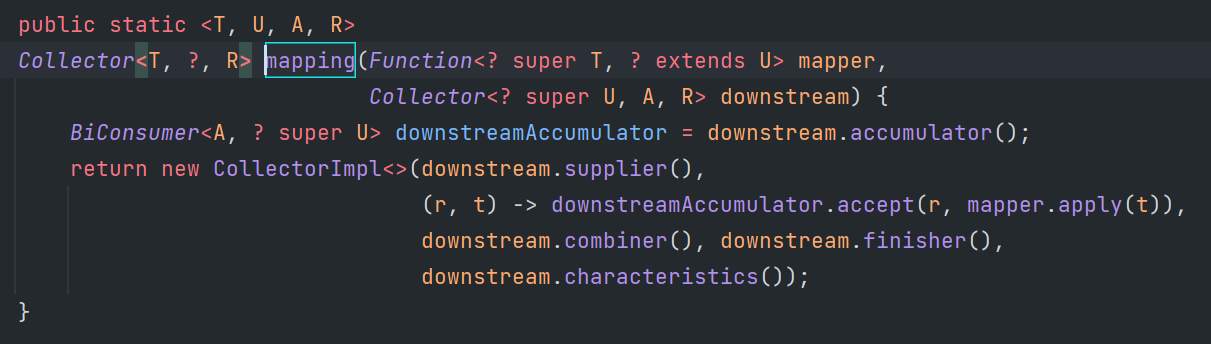 public static <T, U, A, R>
Collector<T, ?, R> mapping(Function<? super T, ? extends U> mapper,
Collector<? super U, A, R> downstream) {
BiConsumer<A, ? super U> downstreamAccumulator = downstream.accumulator();
return new CollectorImpl<>(downstream.supplier(),
(r, t) -> downstreamAccumulator.accept(r, mapper.apply(t)),
downstream.combiner(), downstream.finisher(),
downstream.characteristics());
}